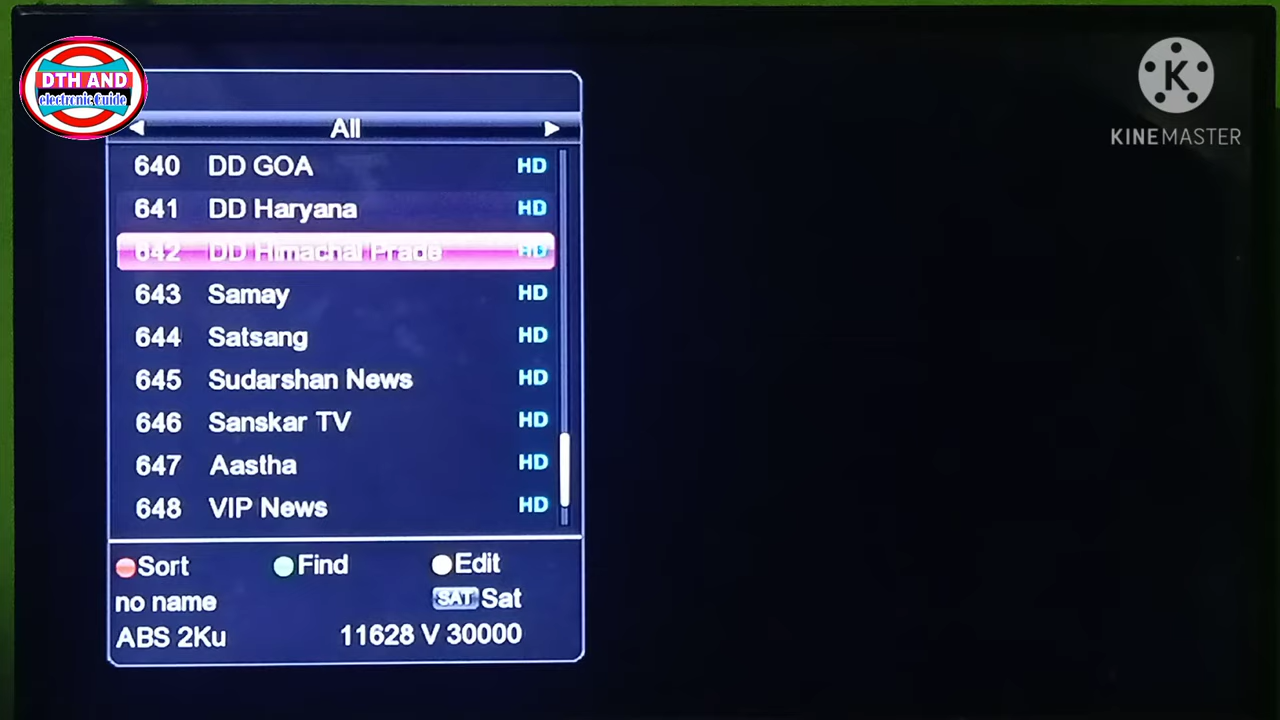 DTH AND
electronic Guide
K
KINEMASTER
All
640 DD GOA HD
641 DD Haryana HD
642 DD Himachal Prade HD
643 Samay HD
644 Satsang HD
645 Sudarshan News HD
646 Sanskar TV HD
647 Aastha HD
648 VIP News HD
Sort Find Edit
no name SAT Sat
ABS 2Ku 11628 V 30000